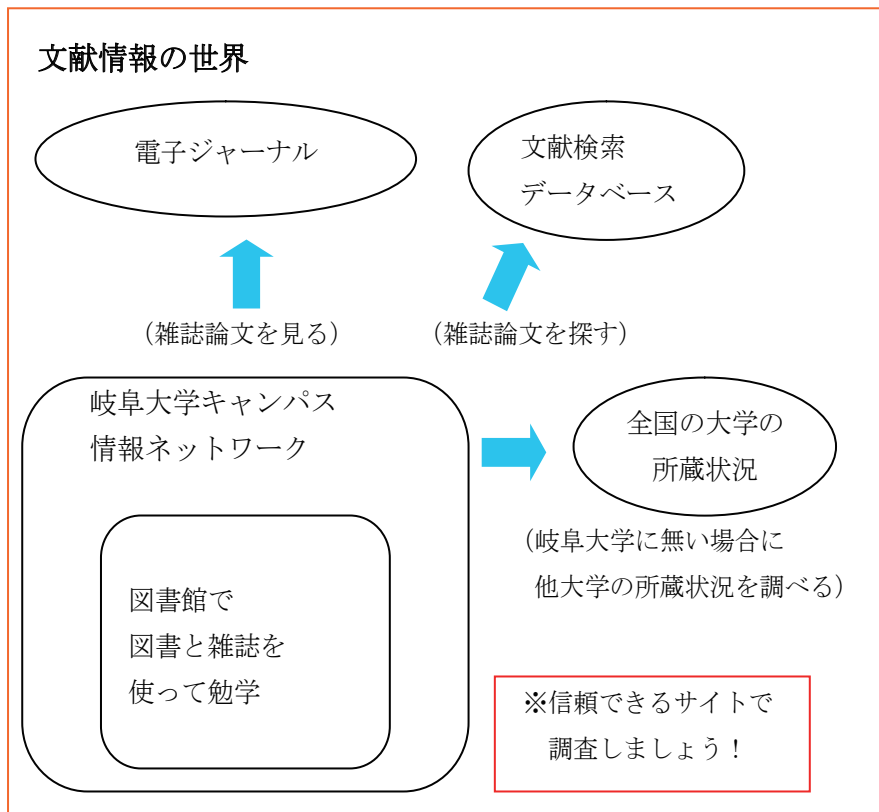 文献情報の世界
電子ジャーナル
文献検索
データベース
（雑誌論文を見る）
（雑誌論文を探す）
岐阜大学キャンパス
情報ネットワーク
全国の大学の
所蔵状況
（岐阜大学に無い場合に
他大学の所蔵状況を調べる）
図書館で
図書と雑誌を
使って勉学
※信頼できるサイトで
調査しましょう！